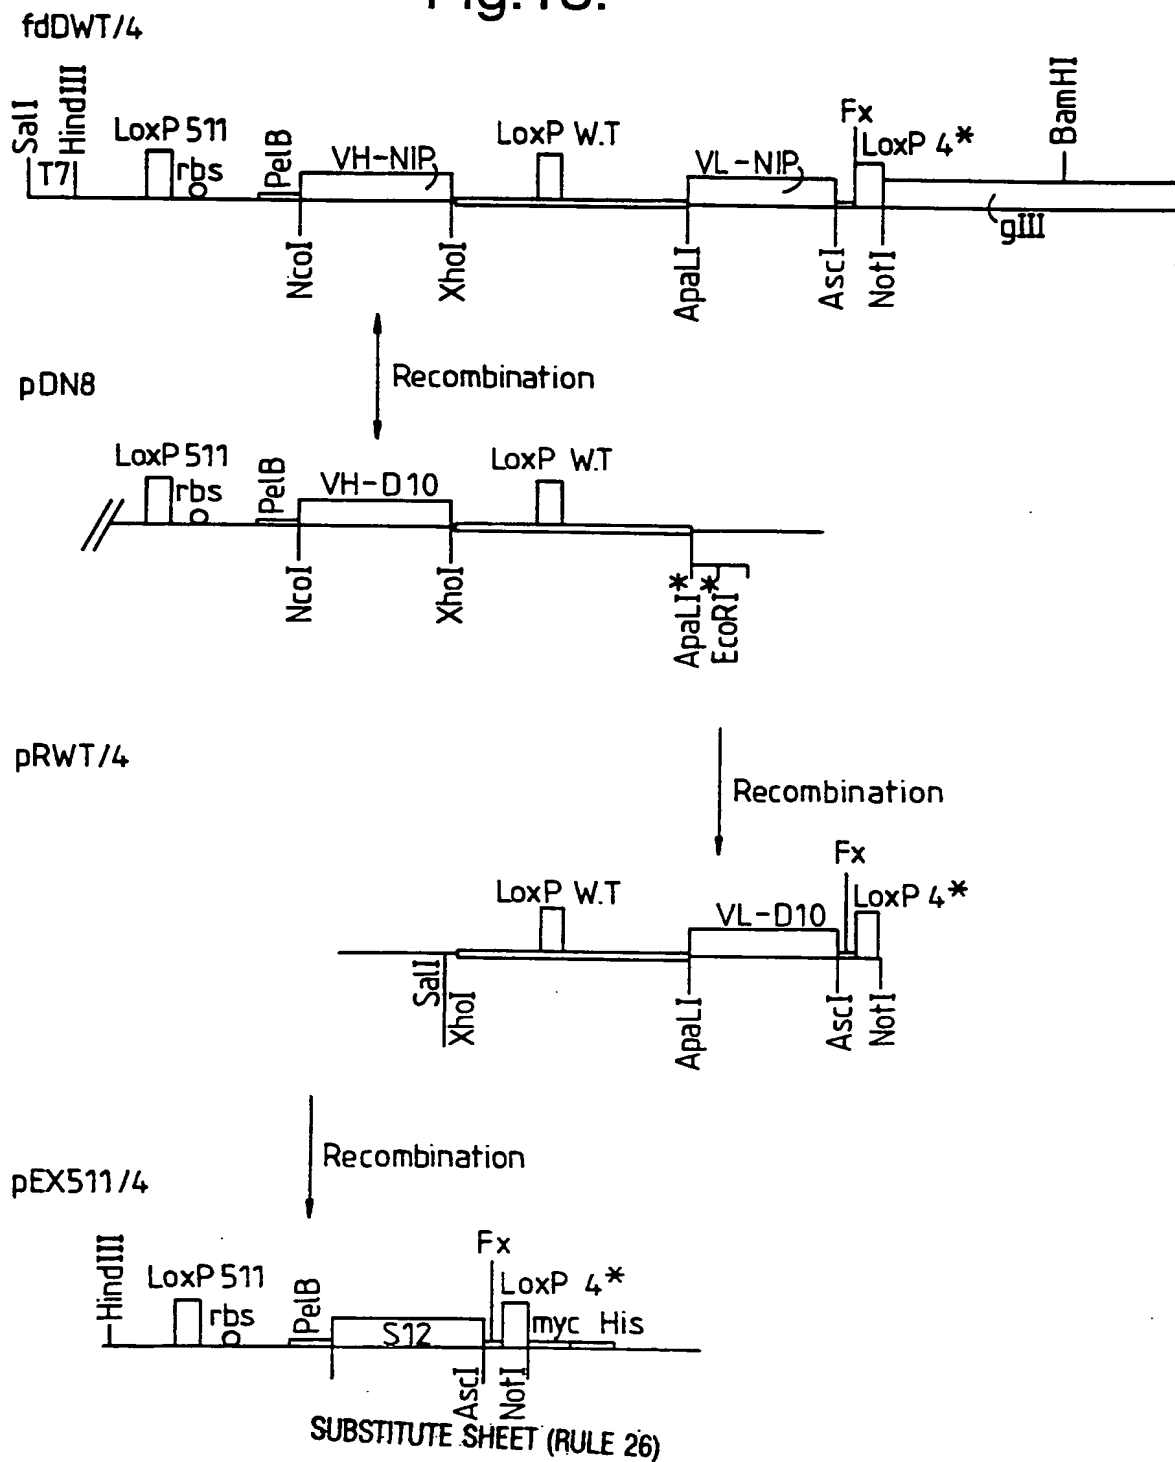 Fig.18.
fdDWT/4
SalI
T7
HindIII
LoxP 511
rbs
PelB
VH-NIP
LoxP W.T
VL-NIP
Fx
LoxP 4*
BamHI
NcoI
XhoI
ApaLI
AscI
NotI
gIII
Recombination
pDN8
LoxP 511
rbs
PelB
VH-D10
LoxP W.T
NcoI
XhoI
ApaLI*
EcoRI*
pRWT/4
Recombination
LoxP W.T
VL-D10
Fx
LoxP 4*
SalI
XhoI
ApaLI
AscI
NotI
Recombination
pEX511/4
HindIII
LoxP 511
rbs
PelB
S12
Fx
LoxP 4*
myc His
AscI
NotI
SUBSTITUTE SHEET (RULE 26)